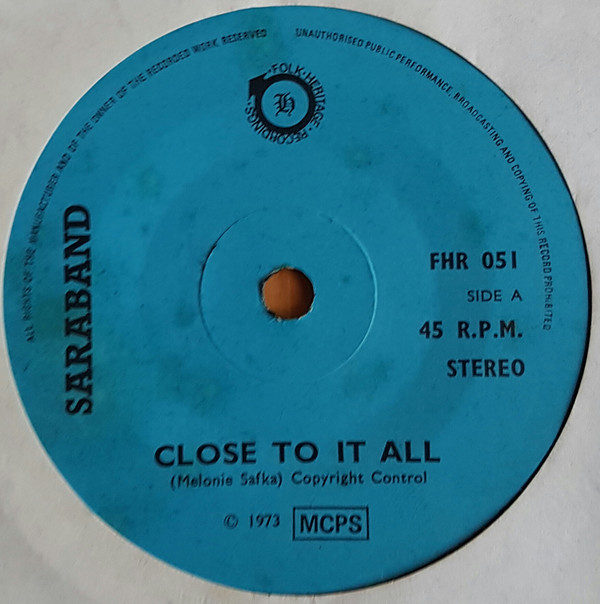 ALL RIGHTS OF THE MANUFACTURER AND OF THE OWNER OF THE RECORDED WORK RESERVED
UNAUTHORISED PUBLIC PERFORMANCE, BROADCASTING AND COPYING OF THIS RECORD PROHIBITED
FOLK · HERITAGE · RECORDINGS ·
H
SARABAND
FHR 051
SIDE A
45 R.P.M.
STEREO
CLOSE TO IT ALL
(Melonie Safka) Copyright Control
© 1973 MCPS